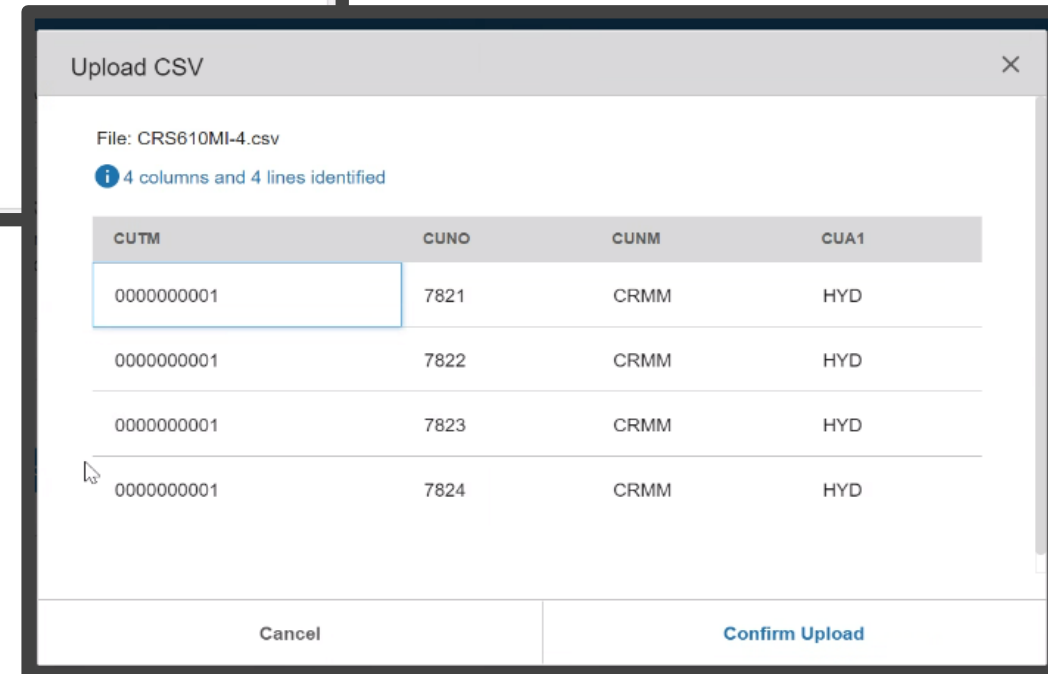 Upload CSV
File: CRS610MI-4.csv
4 columns and 4 lines identified
CUTM CUNO CUNM CUA1
0000000001 7821 CRMM HYD
0000000001 7822 CRMM HYD
0000000001 7823 CRMM HYD
0000000001 7824 CRMM HYD
Cancel Confirm Upload